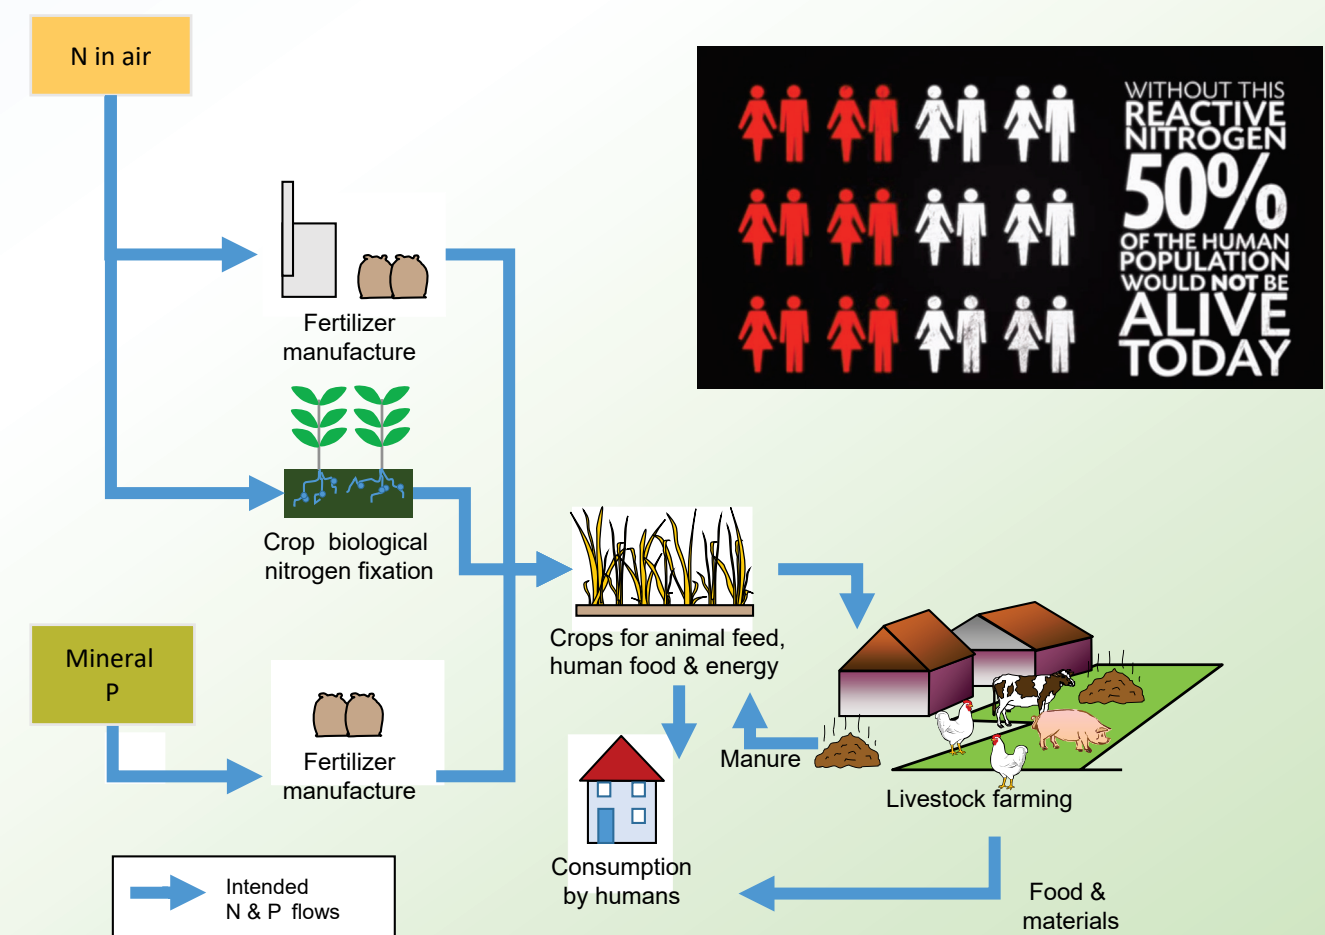 N in air
WITHOUT THIS
REACTIVE
NITROGEN
50%
OF THE HUMAN
POPULATION
WOULD NOT BE
ALIVE
TODAY
Fertilizer
manufacture
Crop biological
nitrogen fixation
Mineral
P
Crops for animal feed,
human food & energy
Fertilizer
manufacture
Manure
Livestock farming
Consumption
by humans
Food &
materials
Intended
N & P flows